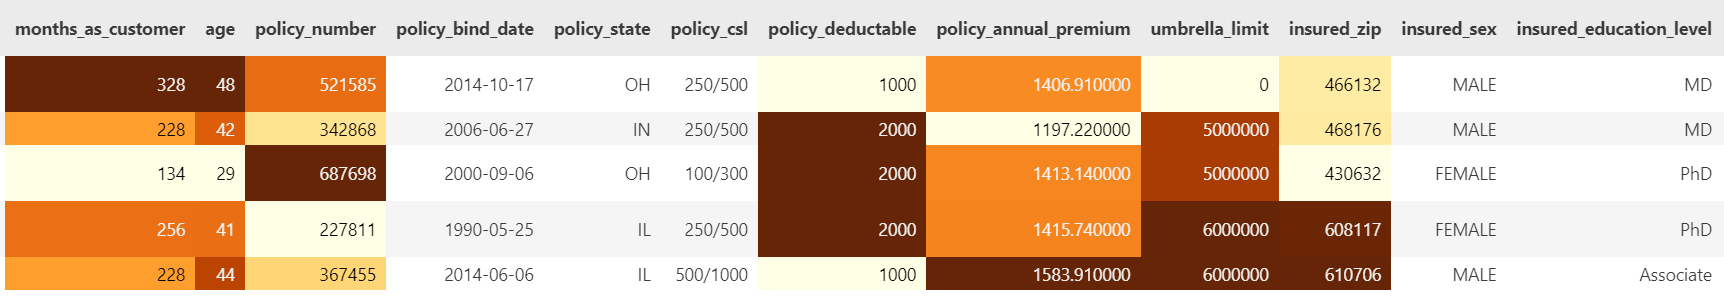 months_as_customer age policy_number policy_bind_date policy_state policy_csl policy_deductable policy_annual_premium umbrella_limit insured_zip insured_sex insured_education_level
328 48 521585 2014-10-17 OH 250/500 1000 1406.910000 0 466132 MALE MD
228 42 342868 2006-06-27 IN 250/500 2000 1197.220000 5000000 468176 MALE MD
134 29 687698 2000-09-06 OH 100/300 2000 1413.140000 5000000 430632 FEMALE PhD
256 41 227811 1990-05-25 IL 250/500 2000 1415.740000 6000000 608117 FEMALE PhD
228 44 367455 2014-06-06 IL 500/1000 1000 1583.910000 6000000 610706 MALE Associate